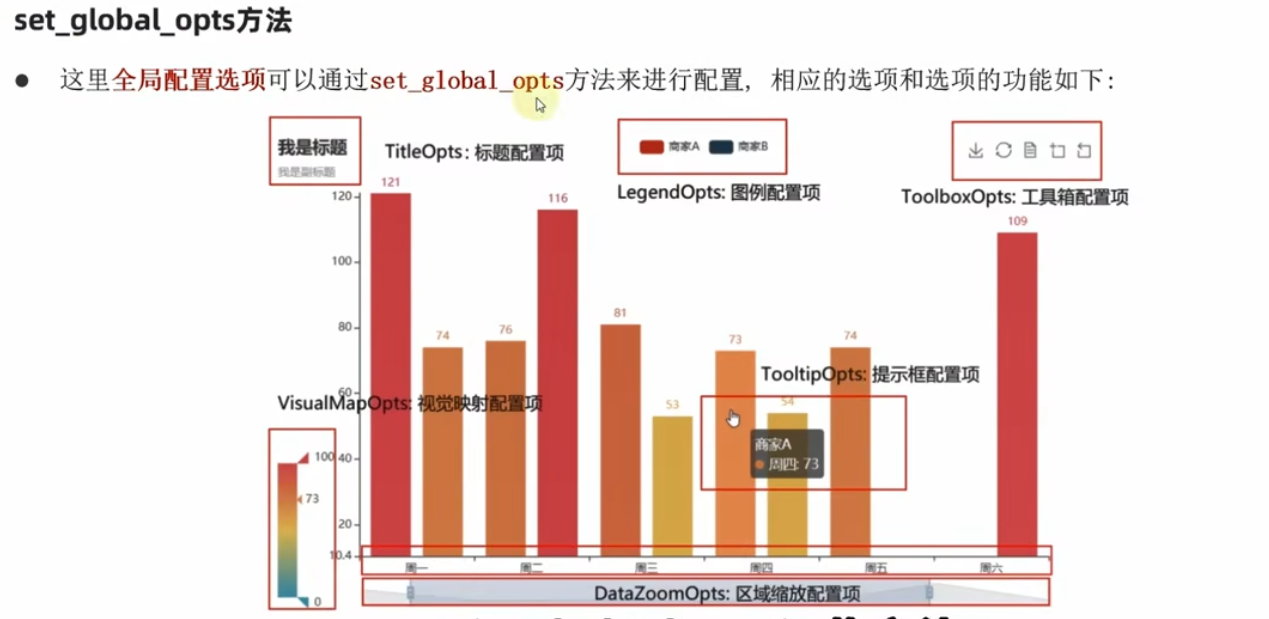 set_global_opts方法
● 这里全局配置选项可以通过set_global_opts方法来进行配置, 相应的选项和选项的功能如下:
我是标题
我是副标题
TitleOpts: 标题配置项
商家A 商家B
LegendOpts: 图例配置项
ToolboxOpts: 工具箱配置项
121
116
109
120
100
81
80
74
76
73
74
TooltipOpts: 提示框配置项
60
VisualMapOpts: 视觉映射配置项
53
54
商家A
周四: 73
100
40
73
20
10.4
0
周一 周二 周三 周四 周五 周六
DataZoomOpts: 区域缩放配置项